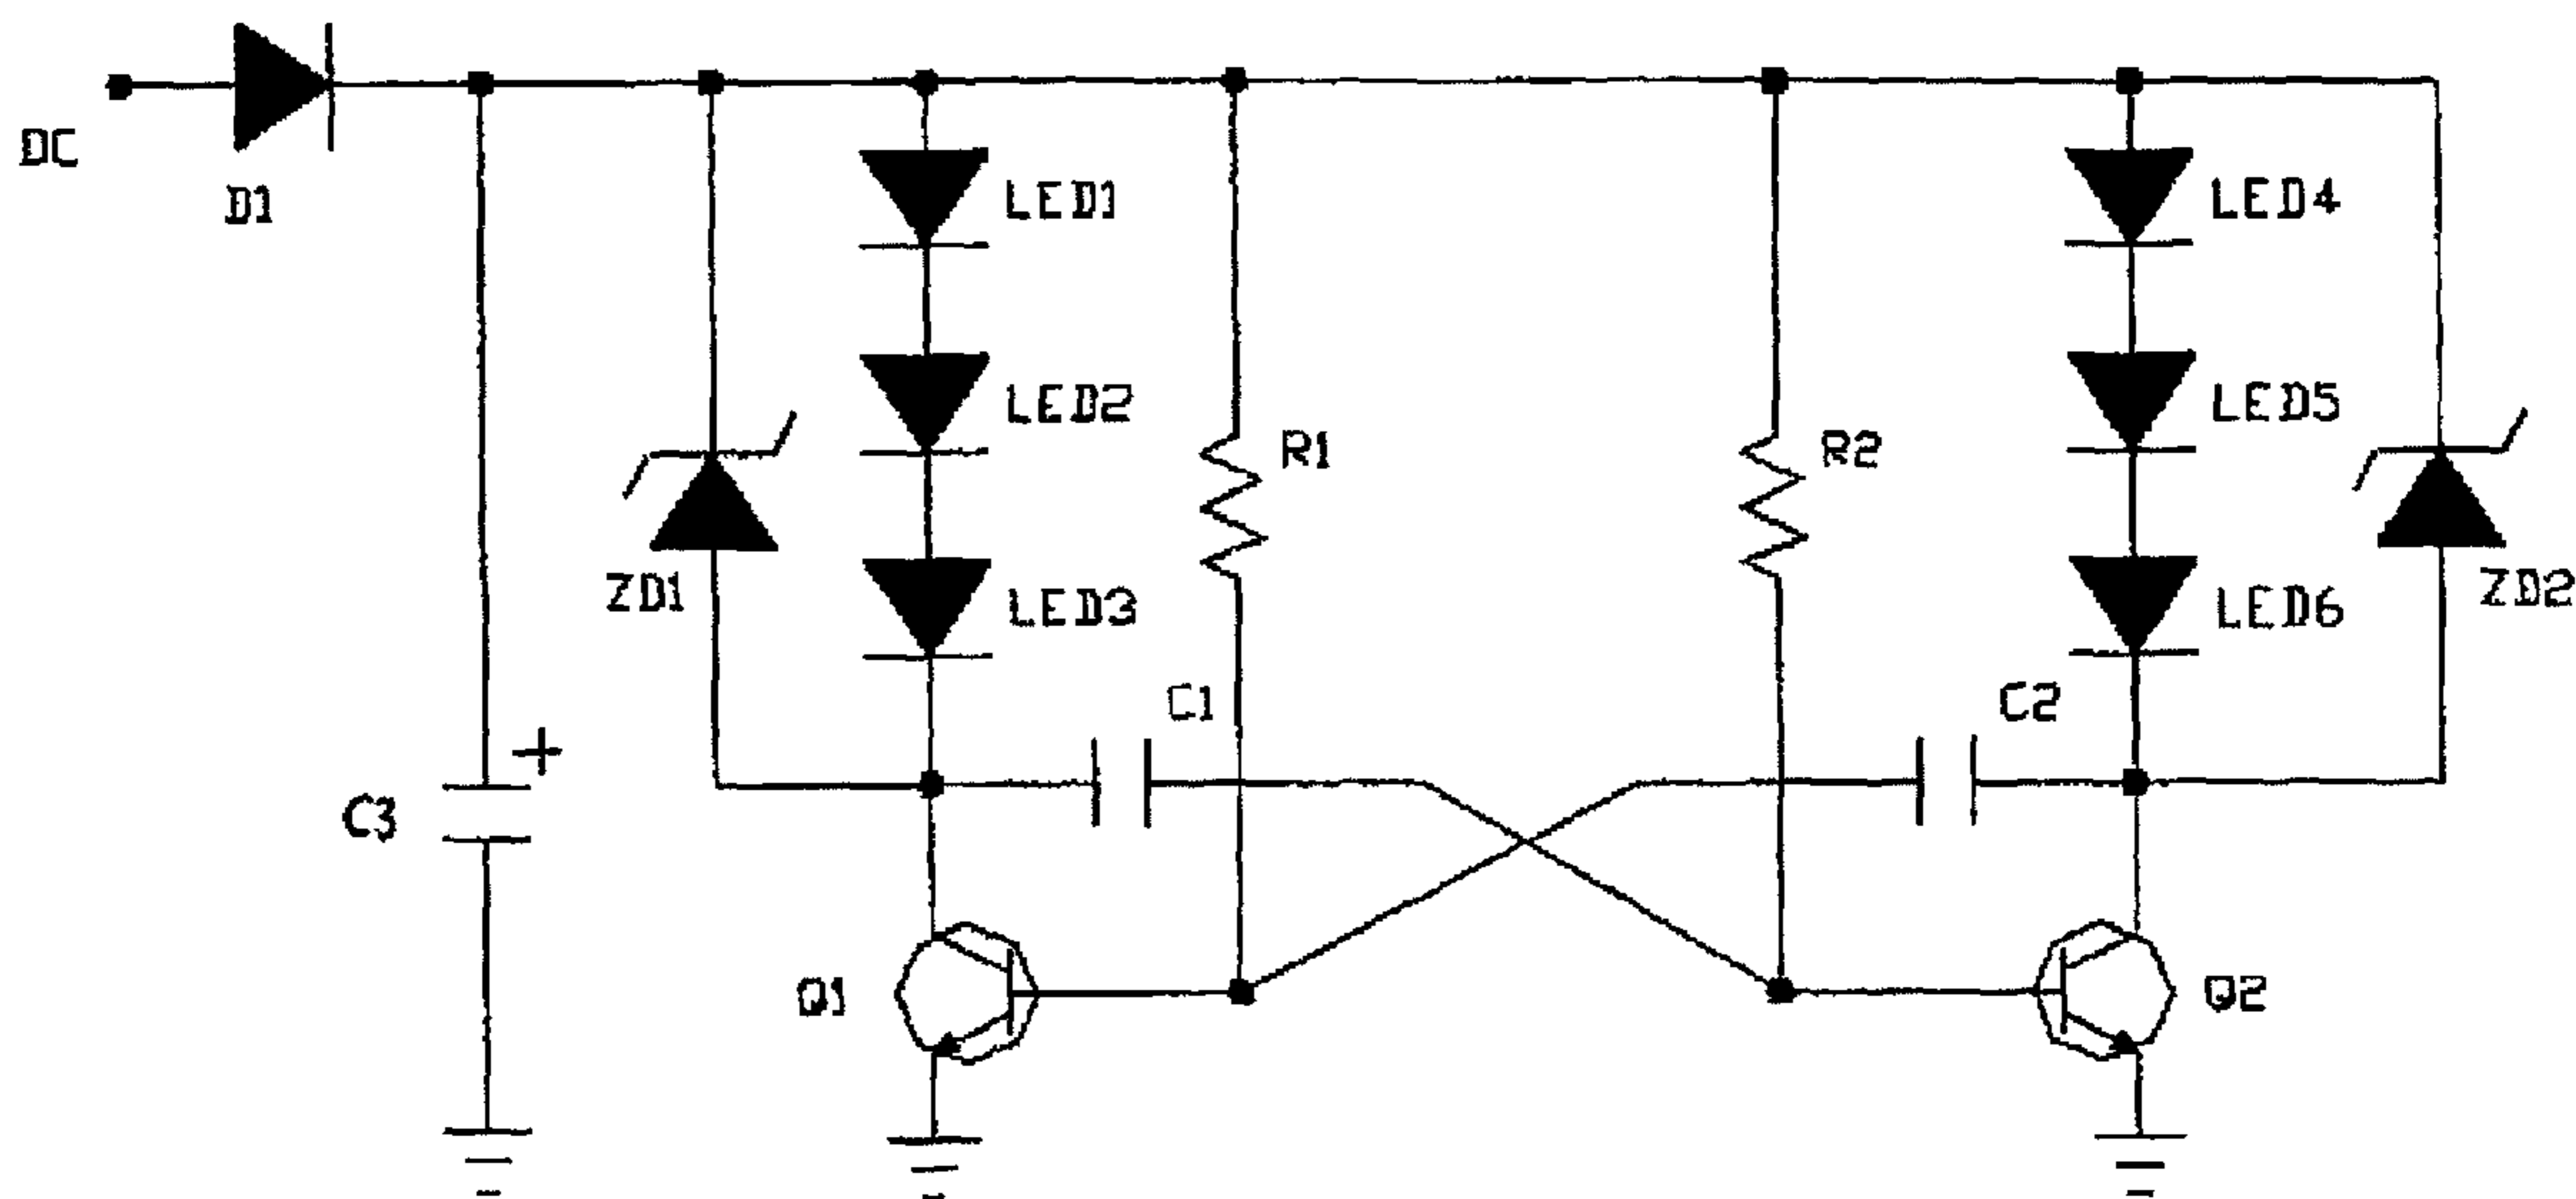 DC
D1
LED1
LED4
LED2
LED5
R1
R2
ZD1
LED3
LED6
ZD2
C1
C2
+
C3
Q1
Q2